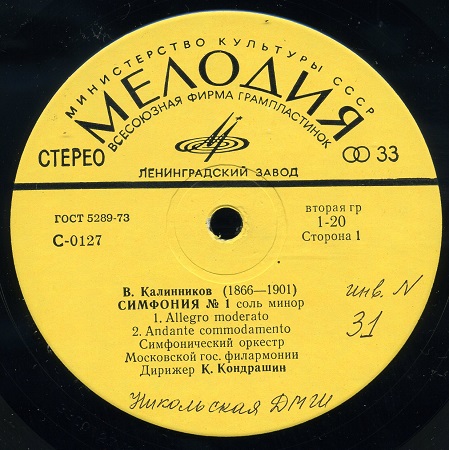 МИНИСТЕРСТВО КУЛЬТУРЫ СССР
МЕЛОДИЯ
ВСЕСОЮЗНАЯ ФИРМА ГРАМПЛАСТИНОК
СТЕРЕО
33
ЛЕНИНГРАДСКИЙ ЗАВОД
ГОСТ 5289-73
С-0127
вторая гр
1-20
Сторона 1
В. Калинников (1866—1901)
СИМФОНИЯ № 1 соль минор
1. Allegro moderato
2. Andante commodamento
Симфонический оркестр
Московской гос. филармонии
Дирижер К. Кондрашин
инв. N
31
Никольская ДМШ